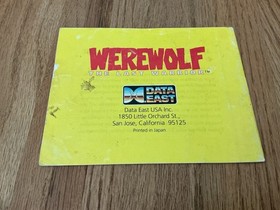 WEREWOLF
THE LAST WARRIOR
DATA
EAST
Data East USA Inc.
1850 Little Orchard St.,
San Jose, California 95125
Printed in Japan